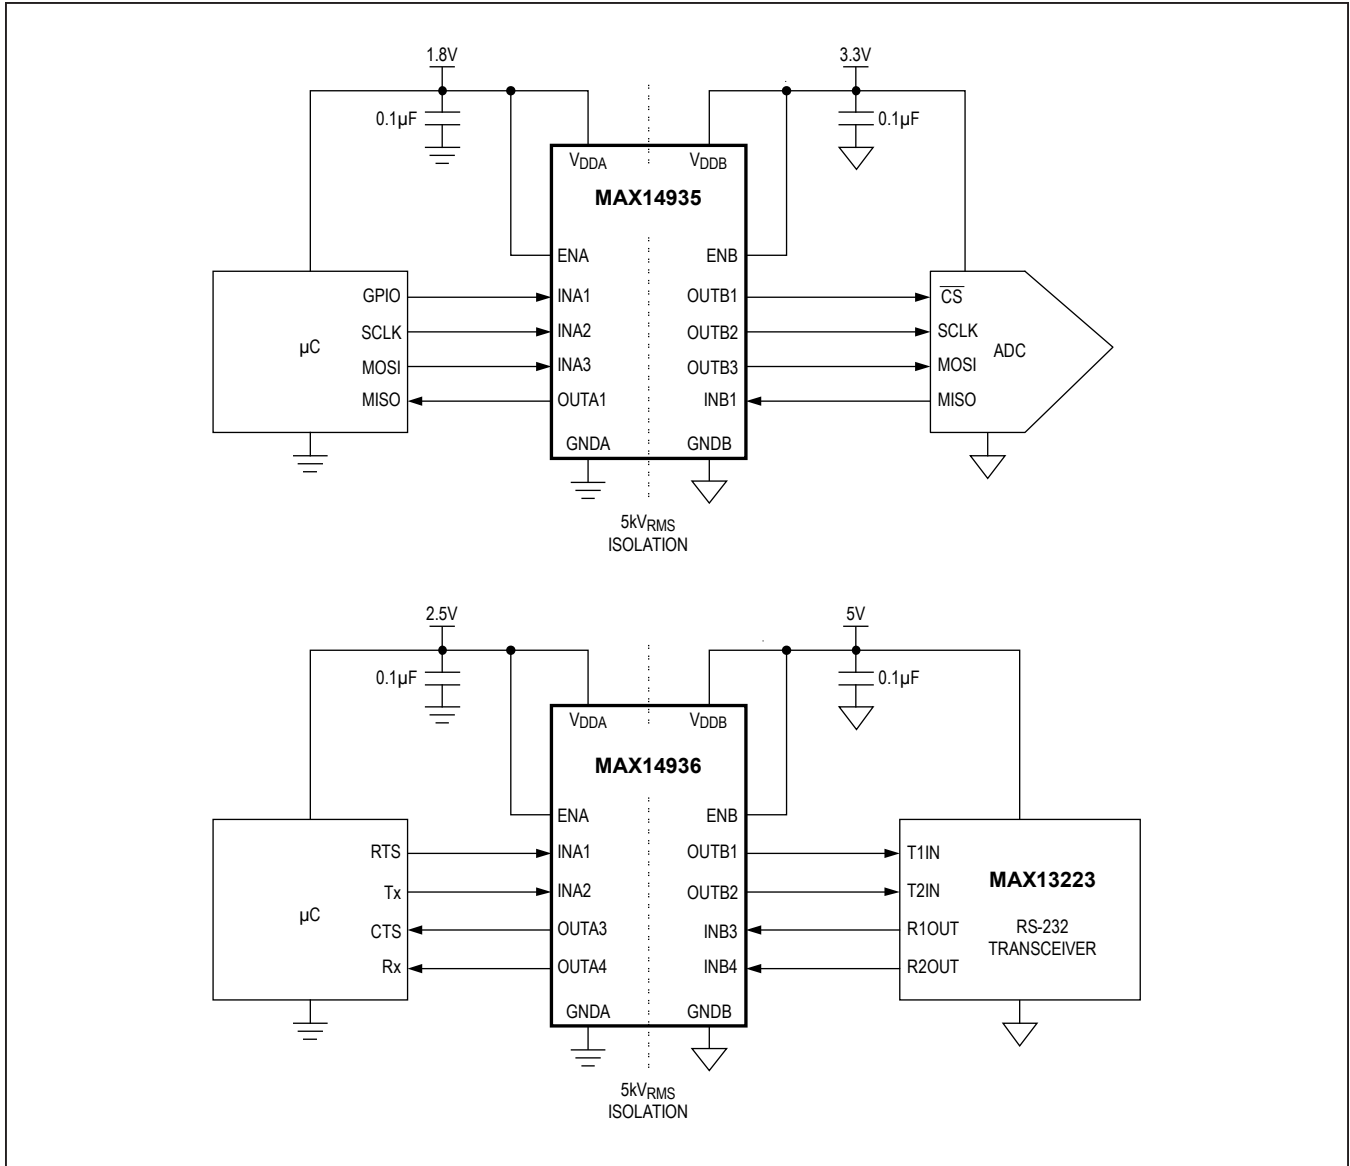 1.8V
3.3V
0.1µF
0.1µF
VDDA
VDDB
MAX14935
ENA
ENB
GPIO
INA1
OUTB1
CS
SCLK
INA2
OUTB2
SCLK
µC
ADC
MOSI
INA3
OUTB3
MOSI
MISO
OUTA1
INB1
MISO
GNDA
GNDB
5kVRMS
ISOLATION
2.5V
5V
0.1µF
0.1µF
VDDA
VDDB
MAX14936
ENA
ENB
RTS
INA1
OUTB1
T1IN
MAX13223
Tx
INA2
OUTB2
T2IN
µC
CTS
OUTA3
INB3
R1OUT
RS-232
TRANSCEIVER
Rx
OUTA4
INB4
R2OUT
GNDA
GNDB
5kVRMS
ISOLATION